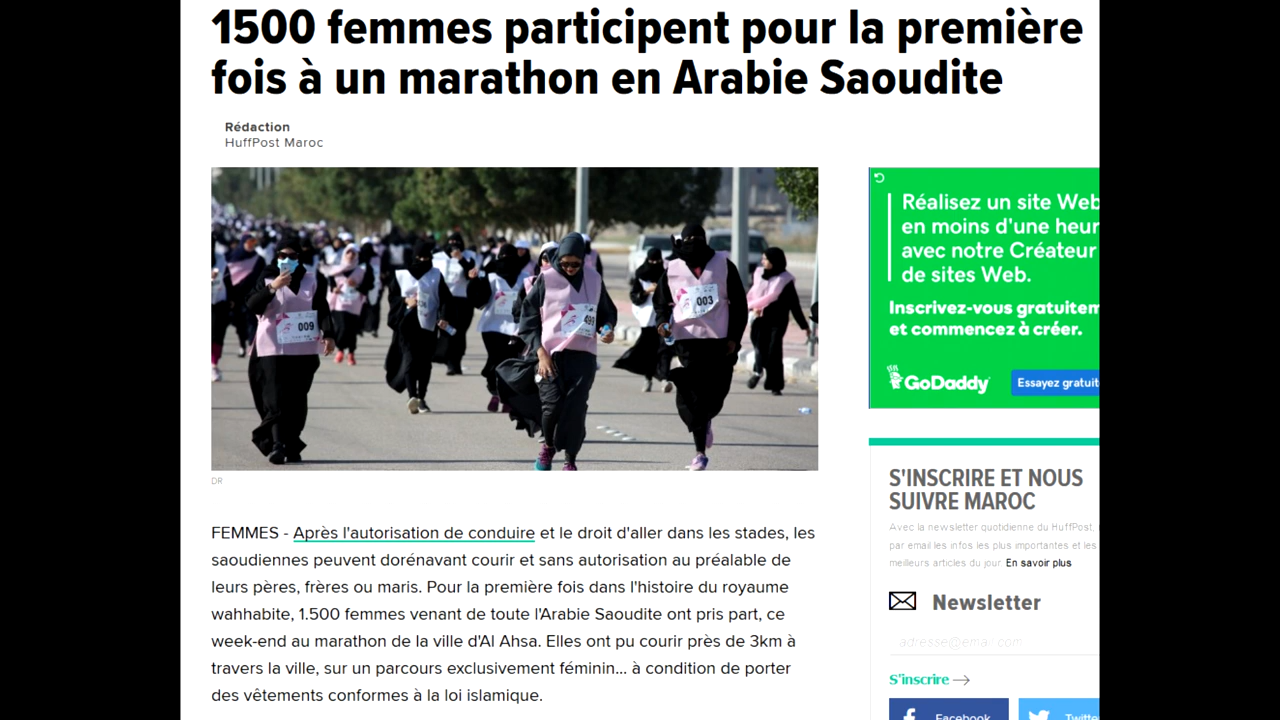 1500 femmes participent pour la première
fois à un marathon en Arabie Saoudite
Rédaction
HuffPost Maroc
009
499
003
DR
FEMMES - Après l'autorisation de conduire et le droit d'aller dans les stades, les
saoudiennes peuvent dorénavant courir et sans autorisation au préalable de
leurs pères, frères ou maris. Pour la première fois dans l'histoire du royaume
wahhabite, 1.500 femmes venant de toute l'Arabie Saoudite ont pris part, ce
week-end au marathon de la ville d'Al Ahsa. Elles ont pu courir près de 3km à
travers la ville, sur un parcours exclusivement féminin... à condition de porter
des vêtements conformes à la loi islamique.
Réalisez un site Web
en moins d'une heur
avec notre Créateur
de sites Web.
Inscrivez-vous gratuitem
et commencez à créer.
GoDaddy
Essayez gratuit
S'INSCRIRE ET NOUS
SUIVRE MAROC
Avec la newsletter quotidienne du HuffPost,
par email les infos les plus importantes et les
meilleurs articles du jour. En savoir plus
Newsletter
adresse@email.com
S'inscrire
Facebook
Twitte